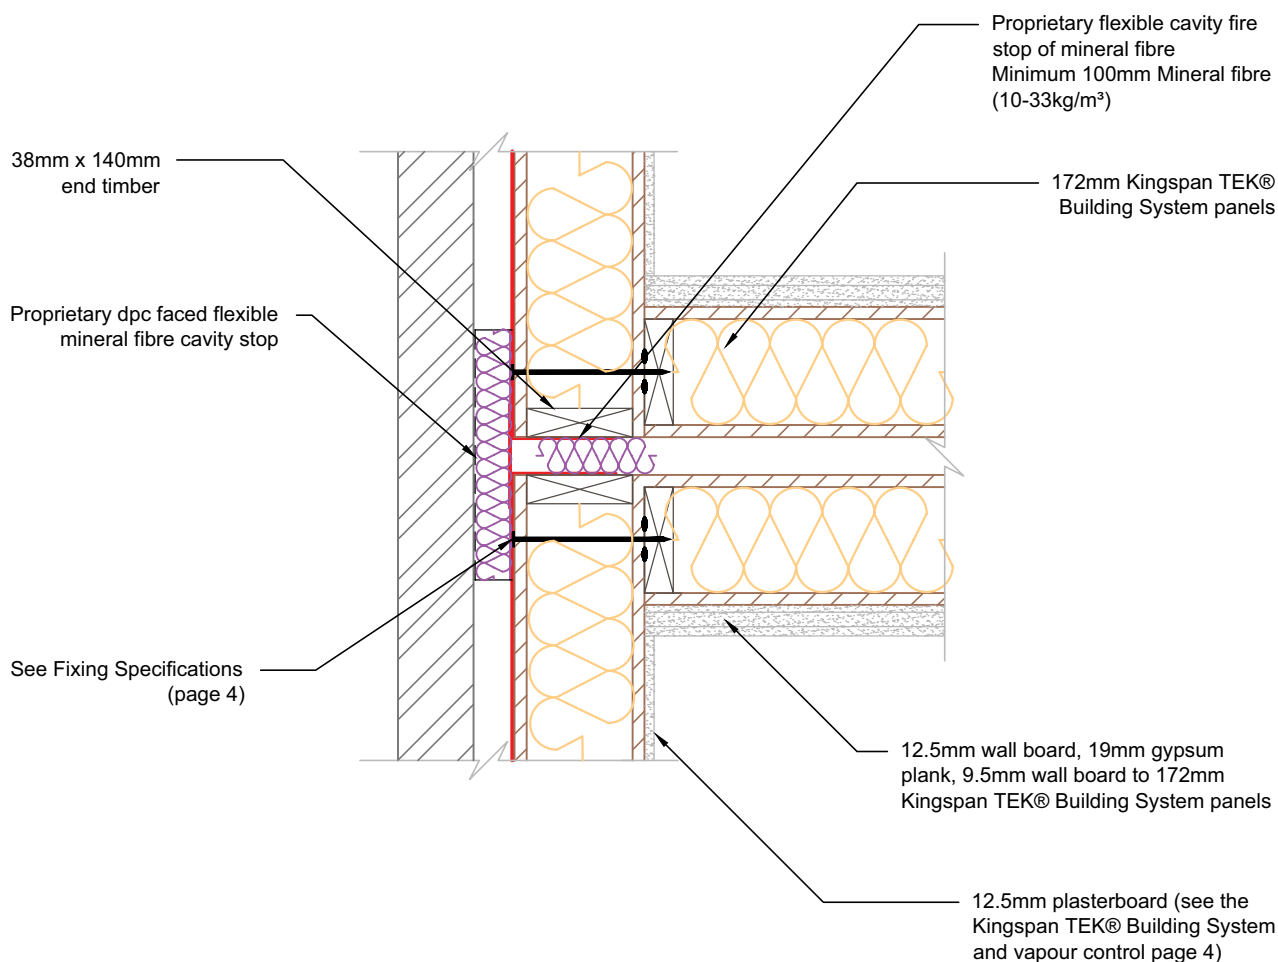 Proprietary flexible cavity fire
stop of mineral fibre
Minimum 100mm Mineral fibre
(10-33kg/m³)
38mm x 140mm
end timber
172mm Kingspan TEK®
Building System panels
Proprietary dpc faced flexible
mineral fibre cavity stop
See Fixing Specifications
(page 4)
12.5mm wall board, 19mm gypsum
plank, 9.5mm wall board to 172mm
Kingspan TEK® Building System panels
12.5mm plasterboard (see the
Kingspan TEK® Building System
and vapour control page 4)